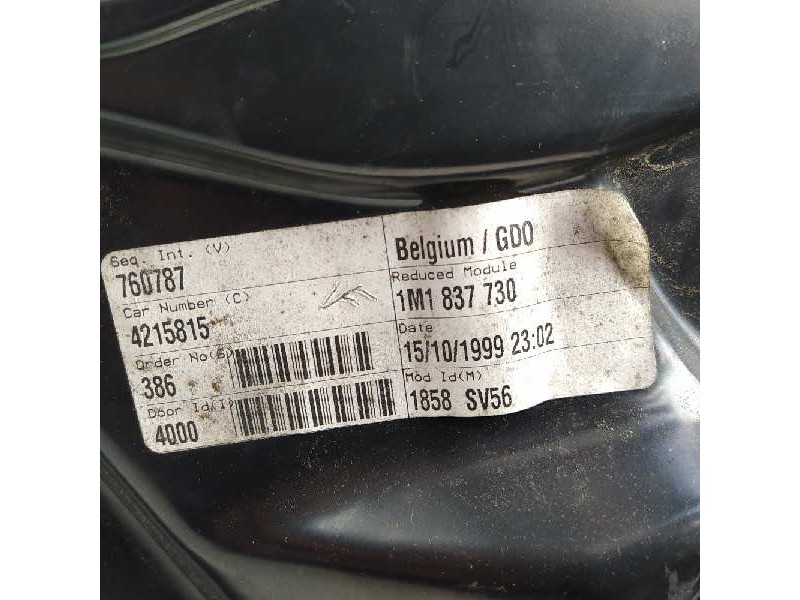 Seq. Int. (V)
760787
Car Number (C)
4215815
Order No(S)
386
Door Id(I)
4000
Belgium / GDO
Reduced Module
1M1 837 730
Date
15/10/1999 23:02
Mod Id(M)
1858 SV56